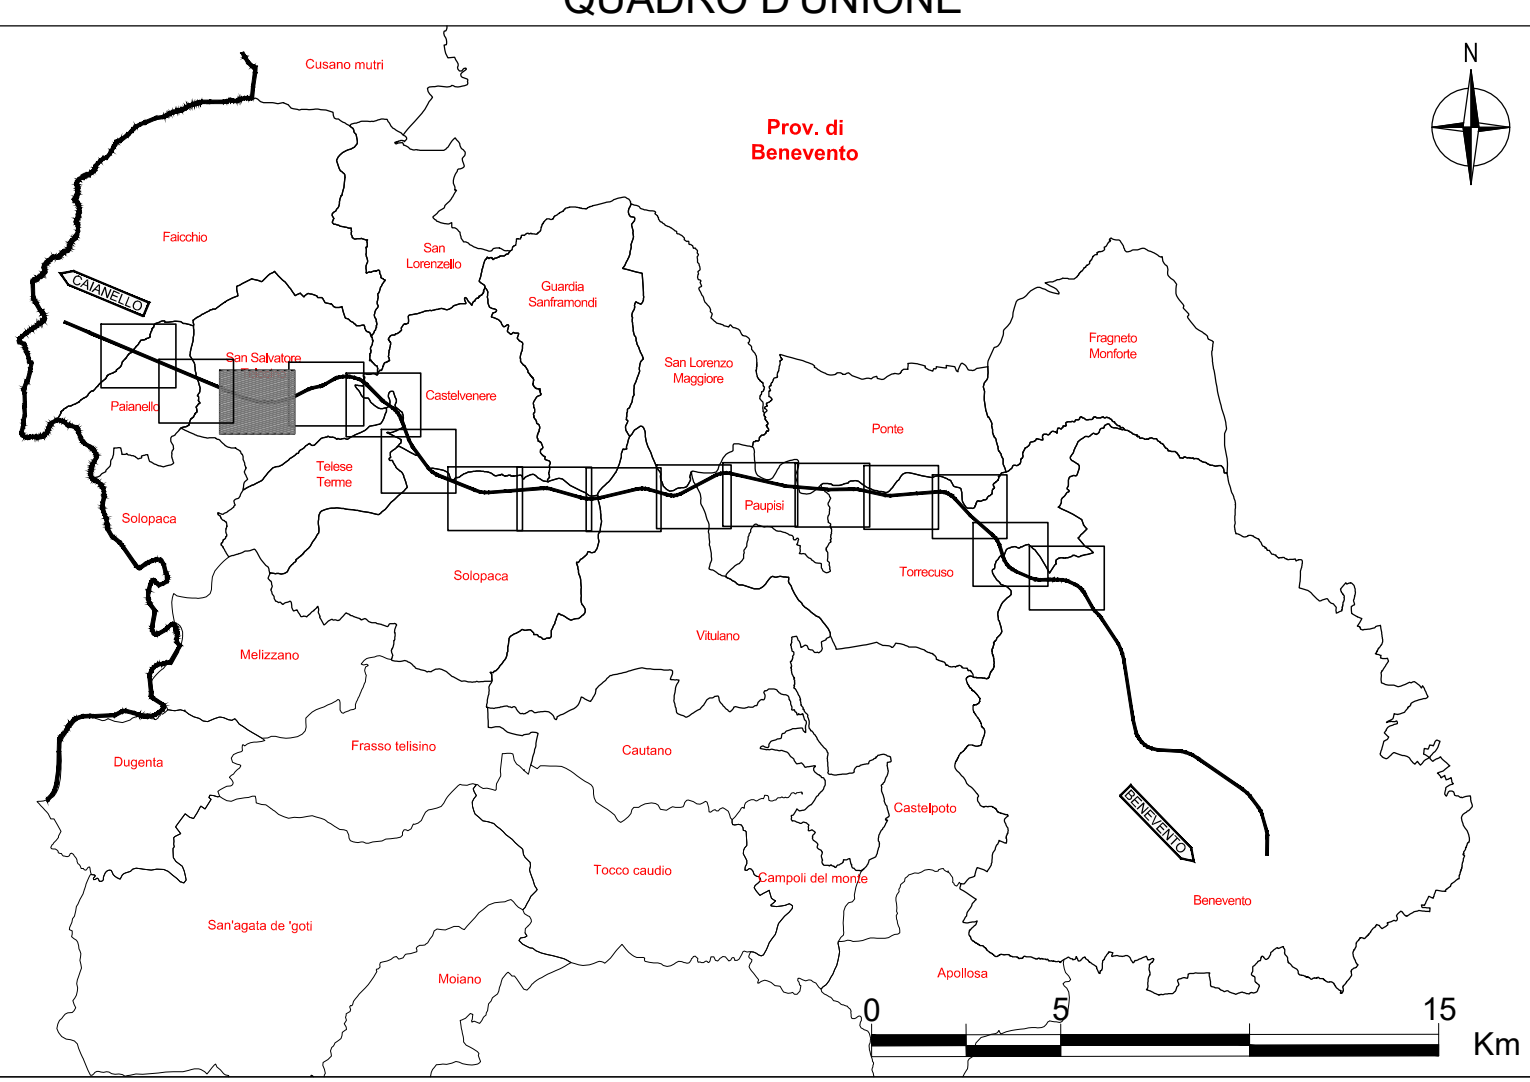 QUADRO D'UNIONE
Cusano mutri
N
Prov. di
Benevento
Faicchio
San
Lorenzello
CAIANELLO
Guardia
Sanframondi
Fragneto
Monforte
San Salvatore
San Lorenzo
Maggiore
Paianello
Castelvenere
Ponte
Telese
Terme
Paupisi
Solopaca
Solopaca
Torrecuso
Vitulano
Melizzano
Frasso telisino
Cautano
Dugenta
BENEVENTO
Castelpoto
Tocco caudio
Campoli del monte
Benevento
San'agata de 'goti
Moiano
Apollosa
0
5
15
Km